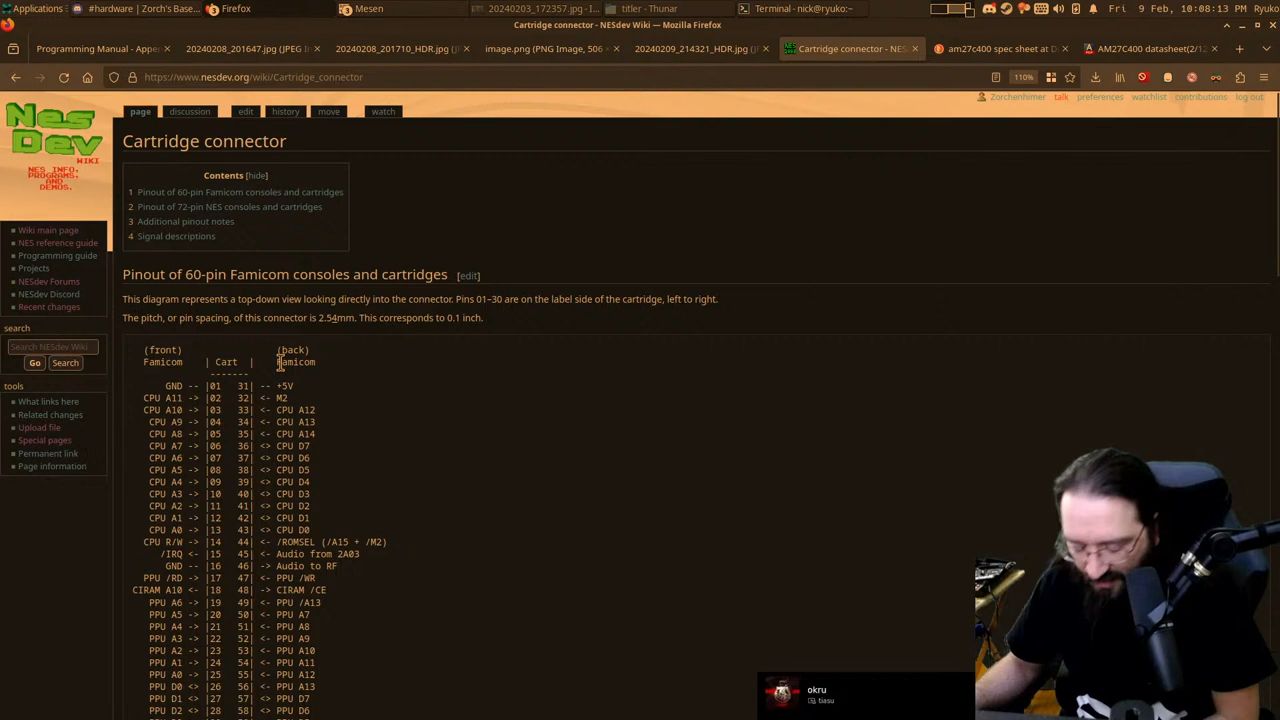 Applications
#hardware | Zorch's Base...
Firefox
Mesen
20240203_172357.jpg - I...
titler - Thunar
Terminal - nick@ryuko:~
Fri 9 Feb, 10:08:13 PM Ryuko
Cartridge connector - NESdev Wiki — Mozilla Firefox
Programming Manual - Appe
20240208_201647.jpg (JPEG I
20240208_201710_HDR.jpg (J
image.png (PNG Image, 506 ×
20240209_214321_HDR.jpg (J
Cartridge connector - NES
am27c400 spec sheet at D
AM27C400 datasheet(2/12
https://www.nesdev.org/wiki/Cartridge_connector
110%
Zorchenhimer talk preferences watchlist contributions log out
NesDev
WIKI
NES INFO,
PROGRAMS,
AND
DEMOS.
page discussion edit history move watch
Cartridge connector
Contents [hide]
1 Pinout of 60-pin Famicom consoles and cartridges
2 Pinout of 72-pin NES consoles and cartridges
3 Additional pinout notes
4 Signal descriptions
Wiki main page
NES reference guide
Programming guide
Projects
NESdev Forums
NESdev Discord
Recent changes
search
Search NESdev Wiki
Go Search
tools
What links here
Related changes
Upload file
Special pages
Permanent link
Page information
Pinout of 60-pin Famicom consoles and cartridges [edit]
This diagram represents a top-down view looking directly into the connector. Pins 01–30 are on the label side of the cartridge, left to right.
The pitch, or pin spacing, of this connector is 2.54mm. This corresponds to 0.1 inch.
(front) (back)
Famicom | Cart | Famicom
-------
GND -- |01 31| -- +5V
CPU A11 -> |02 32| <- M2
CPU A10 -> |03 33| <- CPU A12
CPU A9 -> |04 34| <- CPU A13
CPU A8 -> |05 35| <- CPU A14
CPU A7 -> |06 36| <> CPU D7
CPU A6 -> |07 37| <> CPU D6
CPU A5 -> |08 38| <> CPU D5
CPU A4 -> |09 39| <> CPU D4
CPU A3 -> |10 40| <> CPU D3
CPU A2 -> |11 41| <> CPU D2
CPU A1 -> |12 42| <> CPU D1
CPU A0 -> |13 43| <> CPU D0
CPU R/W -> |14 44| <- /ROMSEL (/A15 + /M2)
/IRQ <- |15 45| <- Audio from 2A03
GND -- |16 46| -> Audio to RF
PPU /RD -> |17 47| <- PPU /WR
CIRAM A10 <- |18 48| -> CIRAM /CE
PPU A6 -> |19 49| <- PPU /A13
PPU A5 -> |20 50| <- PPU A7
PPU A4 -> |21 51| <- PPU A8
PPU A3 -> |22 52| <- PPU A9
PPU A2 -> |23 53| <- PPU A10
PPU A1 -> |24 54| <- PPU A11
PPU A0 -> |25 55| <- PPU A12
PPU D0 <> |26 56| <- PPU A13
PPU D1 <> |27 57| <> PPU D7
PPU D2 <> |28 58| <> PPU D6
okru
tiasu